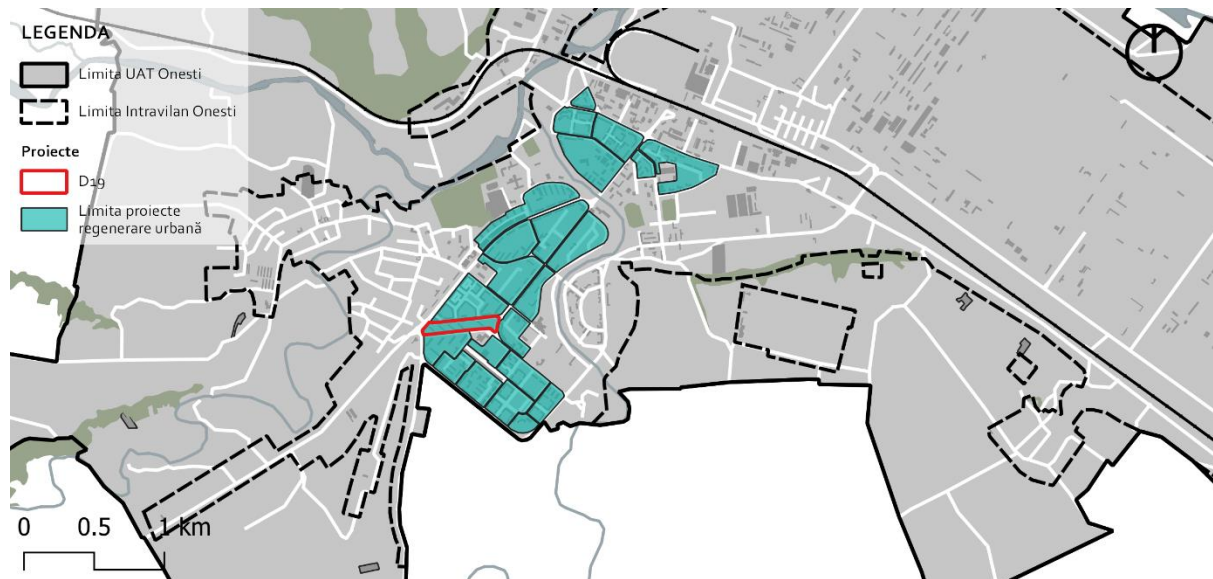 LEGENDA
Limita UAT Onesti
Limita Intravilan Onesti
Proiecte
D19
Limita proiecte
regenerare urbană
0 0.5 1 km